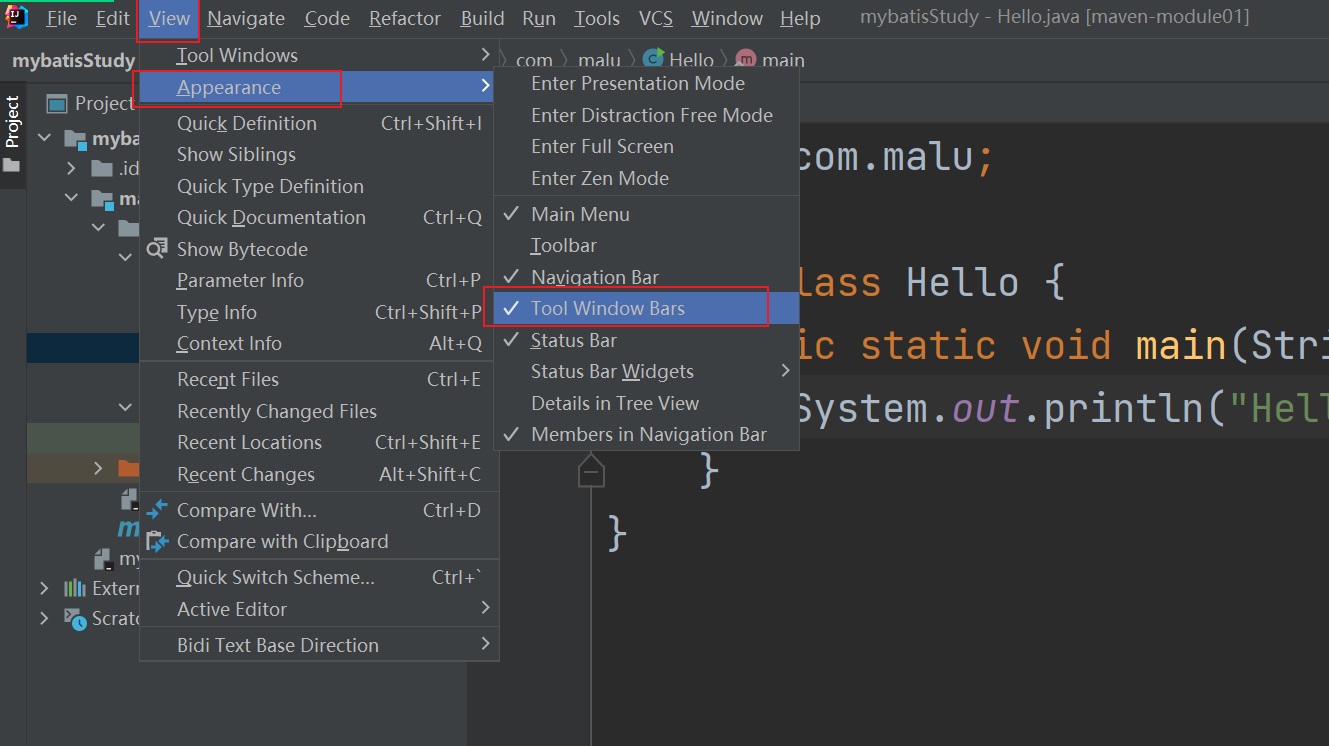 File Edit View Navigate Code Refactor Build Run Tools VCS Window Help mybatisStudy - Hello.java [maven-module01]
mybatisStudy com malu Hello main
Project
Project
Tool Windows
Appearance
Quick Definition Ctrl+Shift+I
Show Siblings
Quick Type Definition
Quick Documentation Ctrl+Q
Show Bytecode
Parameter Info Ctrl+P
Type Info Ctrl+Shift+P
Context Info Alt+Q
Recent Files Ctrl+E
Recently Changed Files
Recent Locations Ctrl+Shift+E
Recent Changes Alt+Shift+C
Compare With... Ctrl+D
Compare with Clipboard
Quick Switch Scheme... Ctrl+`
Active Editor
Bidi Text Base Direction
Enter Presentation Mode
Enter Distraction Free Mode
Enter Full Screen
Enter Zen Mode
Main Menu
Toolbar
Navigation Bar
Tool Window Bars
Status Bar
Status Bar Widgets
Details in Tree View
Members in Navigation Bar
myba
.id
ma
m
my
Extern
Scratc
com.malu;
lass Hello {
ic static void main(Stri
System.out.println("Hell
}
}